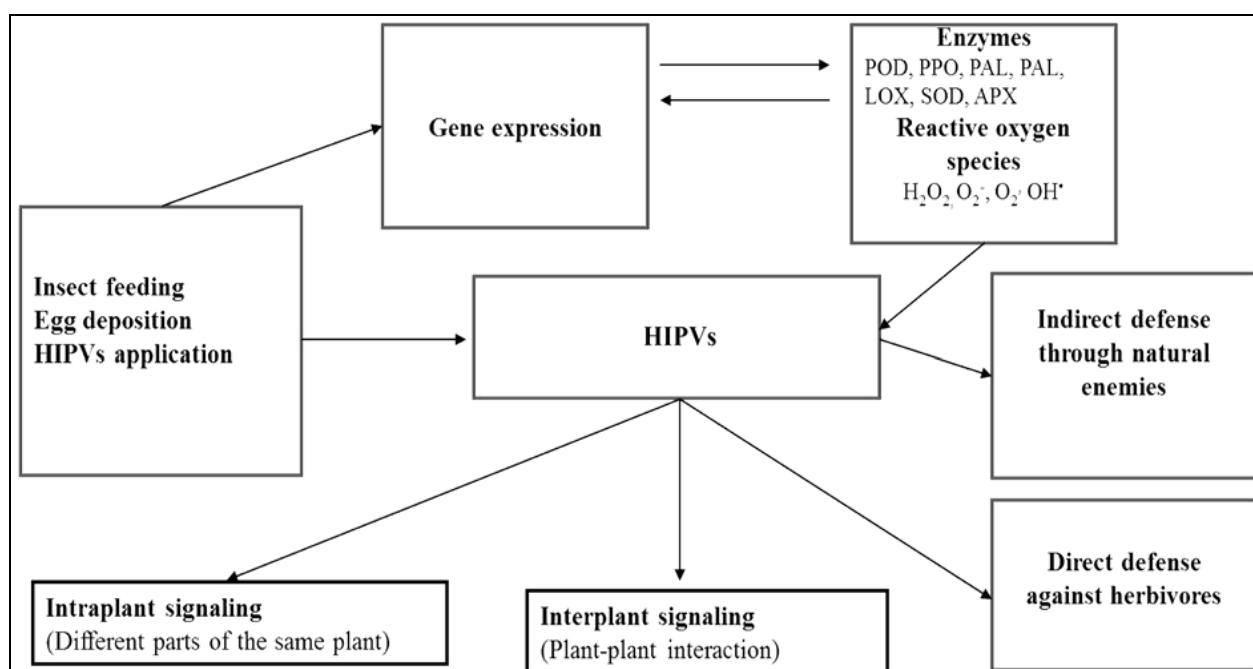 Gene expression
Enzymes
POD, PPO, PAL, PAL,
LOX, SOD, APX
Reactive oxygen
species
H₂O₂, O₂⁻, O₂, OH•
Insect feeding
Egg deposition
HIPVs application
HIPVs
Indirect defense
through natural
enemies
Direct defense
against herbivores
Intraplant signaling
(Different parts of the same plant)
Interplant signaling
(Plant-plant interaction)